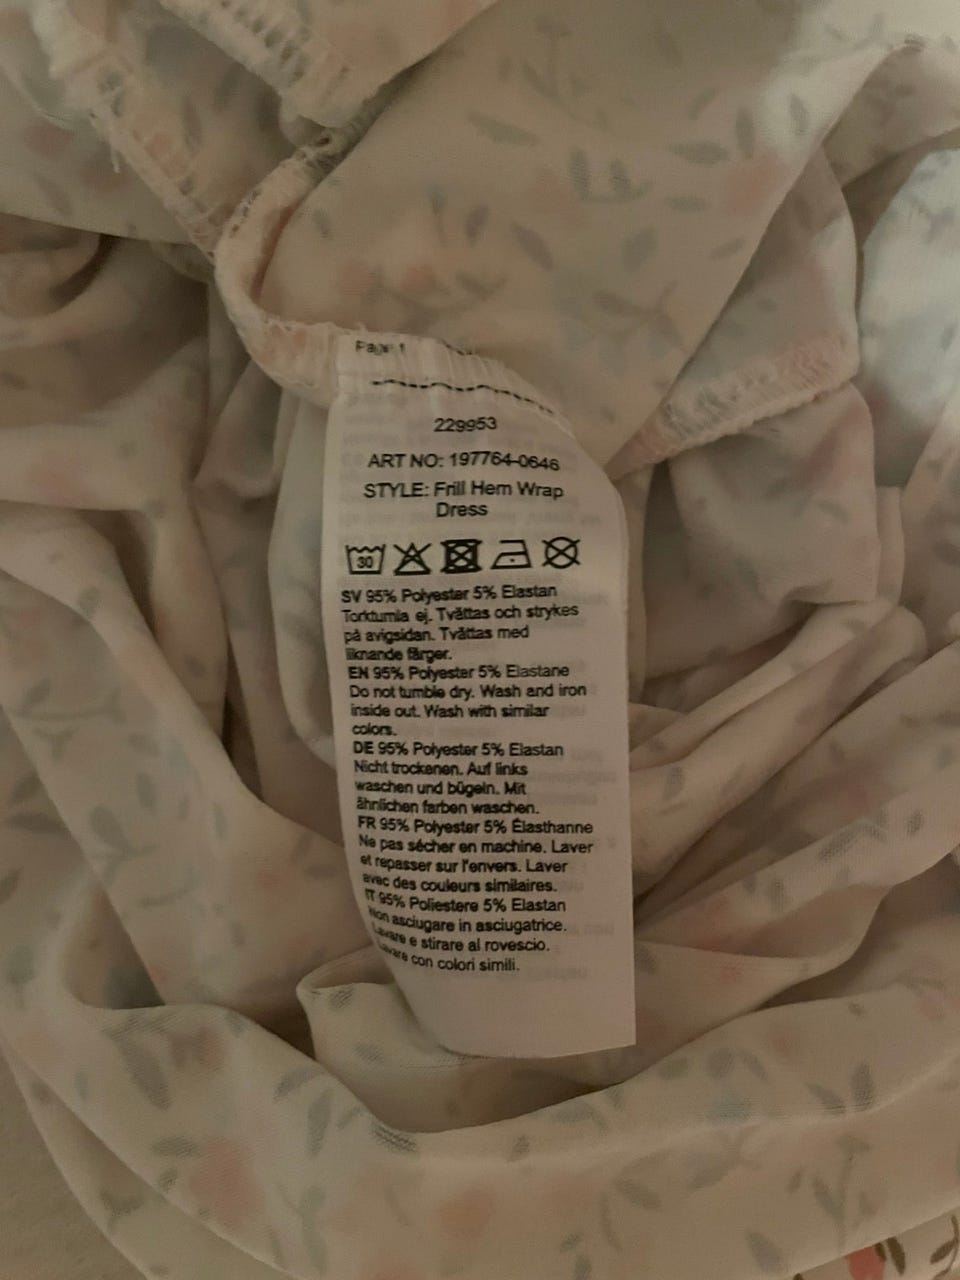 Page 1
229953
ART NO: 197764-0646
STYLE: Frill Hem Wrap
Dress
30
SV 95% Polyester 5% Elastan
Torktumla ej. Tvättas och strykes
på avigsidan. Tvättas med
liknande färger.
EN 95% Polyester 5% Elastane
Do not tumble dry. Wash and iron
inside out. Wash with similar
colors.
DE 95% Polyester 5% Elastan
Nicht trockenen. Auf links
waschen und bügeln. Mit
ähnlichen farben waschen.
FR 95% Polyester 5% Élasthanne
Ne pas sécher en machine. Laver
et repasser sur l'envers. Laver
avec des couleurs similaires.
IT 95% Poliestere 5% Elastan
Non asciugare in asciugatrice.
Lavare e stirare al rovescio.
Lavare con colori simili.